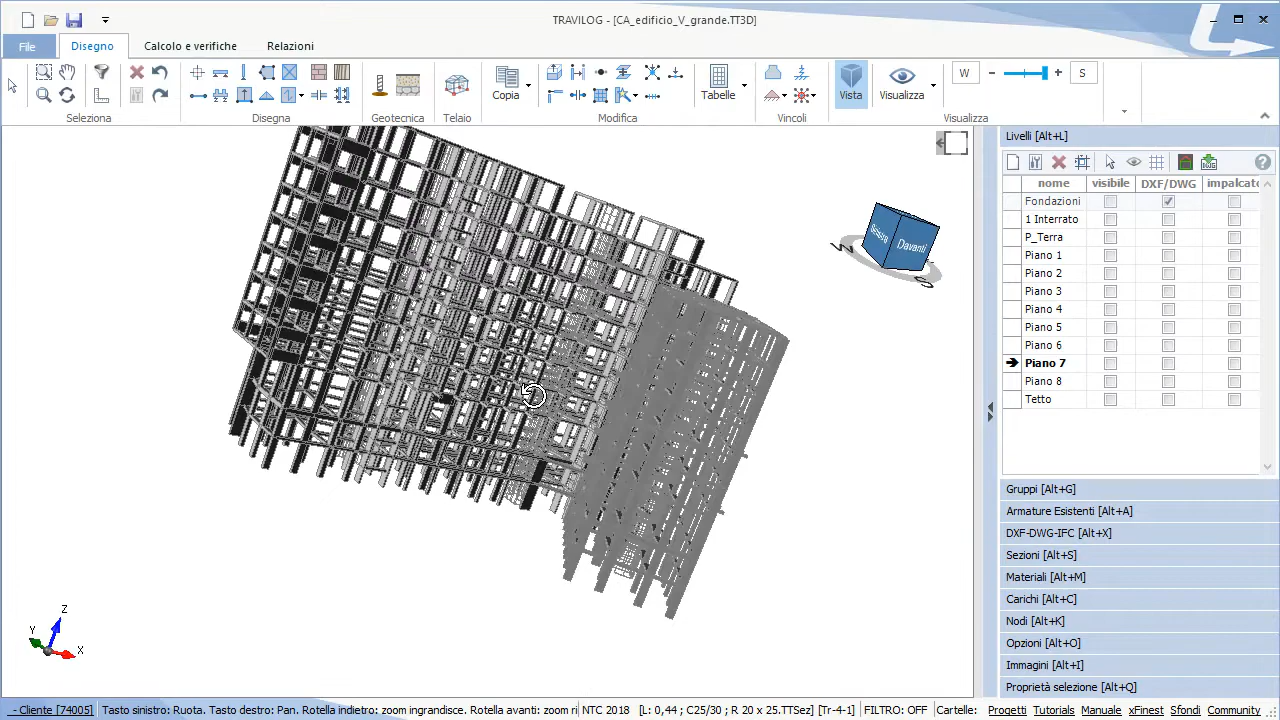 TRAVILOG - [CA_edificio_V_grande.TT3D]
File
Disegno
Calcolo e verifiche
Relazioni
Copia
Tabelle
Vista
Visualizza
W
S
Seleziona
Disegna
Geotecnica
Telaio
Modifica
Vincoli
Visualizza
Livelli [Alt+L]
nome visibile DXF/DWG impalcato
Fondazioni
1 Interrato
P_Terra
Piano 1
Piano 2
Piano 3
Piano 4
Piano 5
Piano 6
Piano 7
Piano 8
Tetto
Davanti
W
Gruppi [Alt+G]
Armature Esistenti [Alt+A]
DXF-DWG-IFC [Alt+X]
Sezioni [Alt+S]
Materiali [Alt+M]
Carichi [Alt+C]
Nodi [Alt+K]
Opzioni [Alt+O]
Immagini [Alt+I]
Proprietà selezione [Alt+Q]
Z
Y
X
- Cliente [74005]
Tasto sinistro: Ruota. Tasto destro: Pan. Rotella indietro: zoom ingrandisce. Rotella avanti: zoom ri
NTC 2018
[L: 0,44 ; C25/30 ; R 20 x 25.TTSez] [Tr-4-1]
FILTRO: OFF
Cartelle:
Progetti
Tutorials
Manuale
xFinest
Sfondi
Community